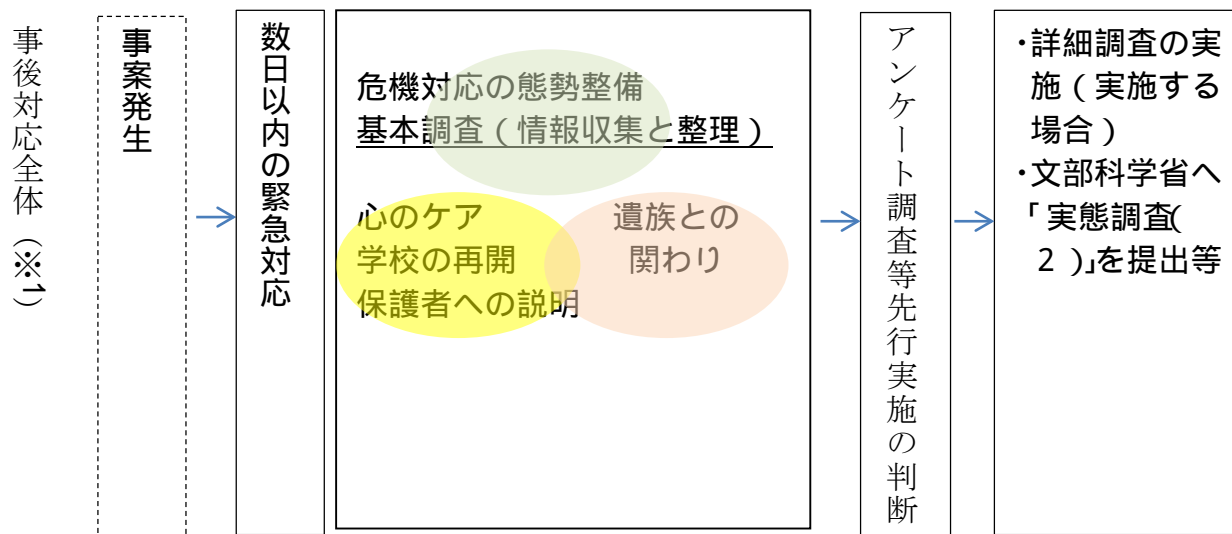 事後対応全体（※1）
事案発生
数日以内の緊急対応
危機対応の態勢整備
基本調査（情報収集と整理）
心のケア
学校の再開
保護者への説明
遺族との
関わり
アンケート調査等先行実施の判断
・詳細調査の実
施（実施する
場合）
・文部科学省へ
「実態調査(
2）」を提出等